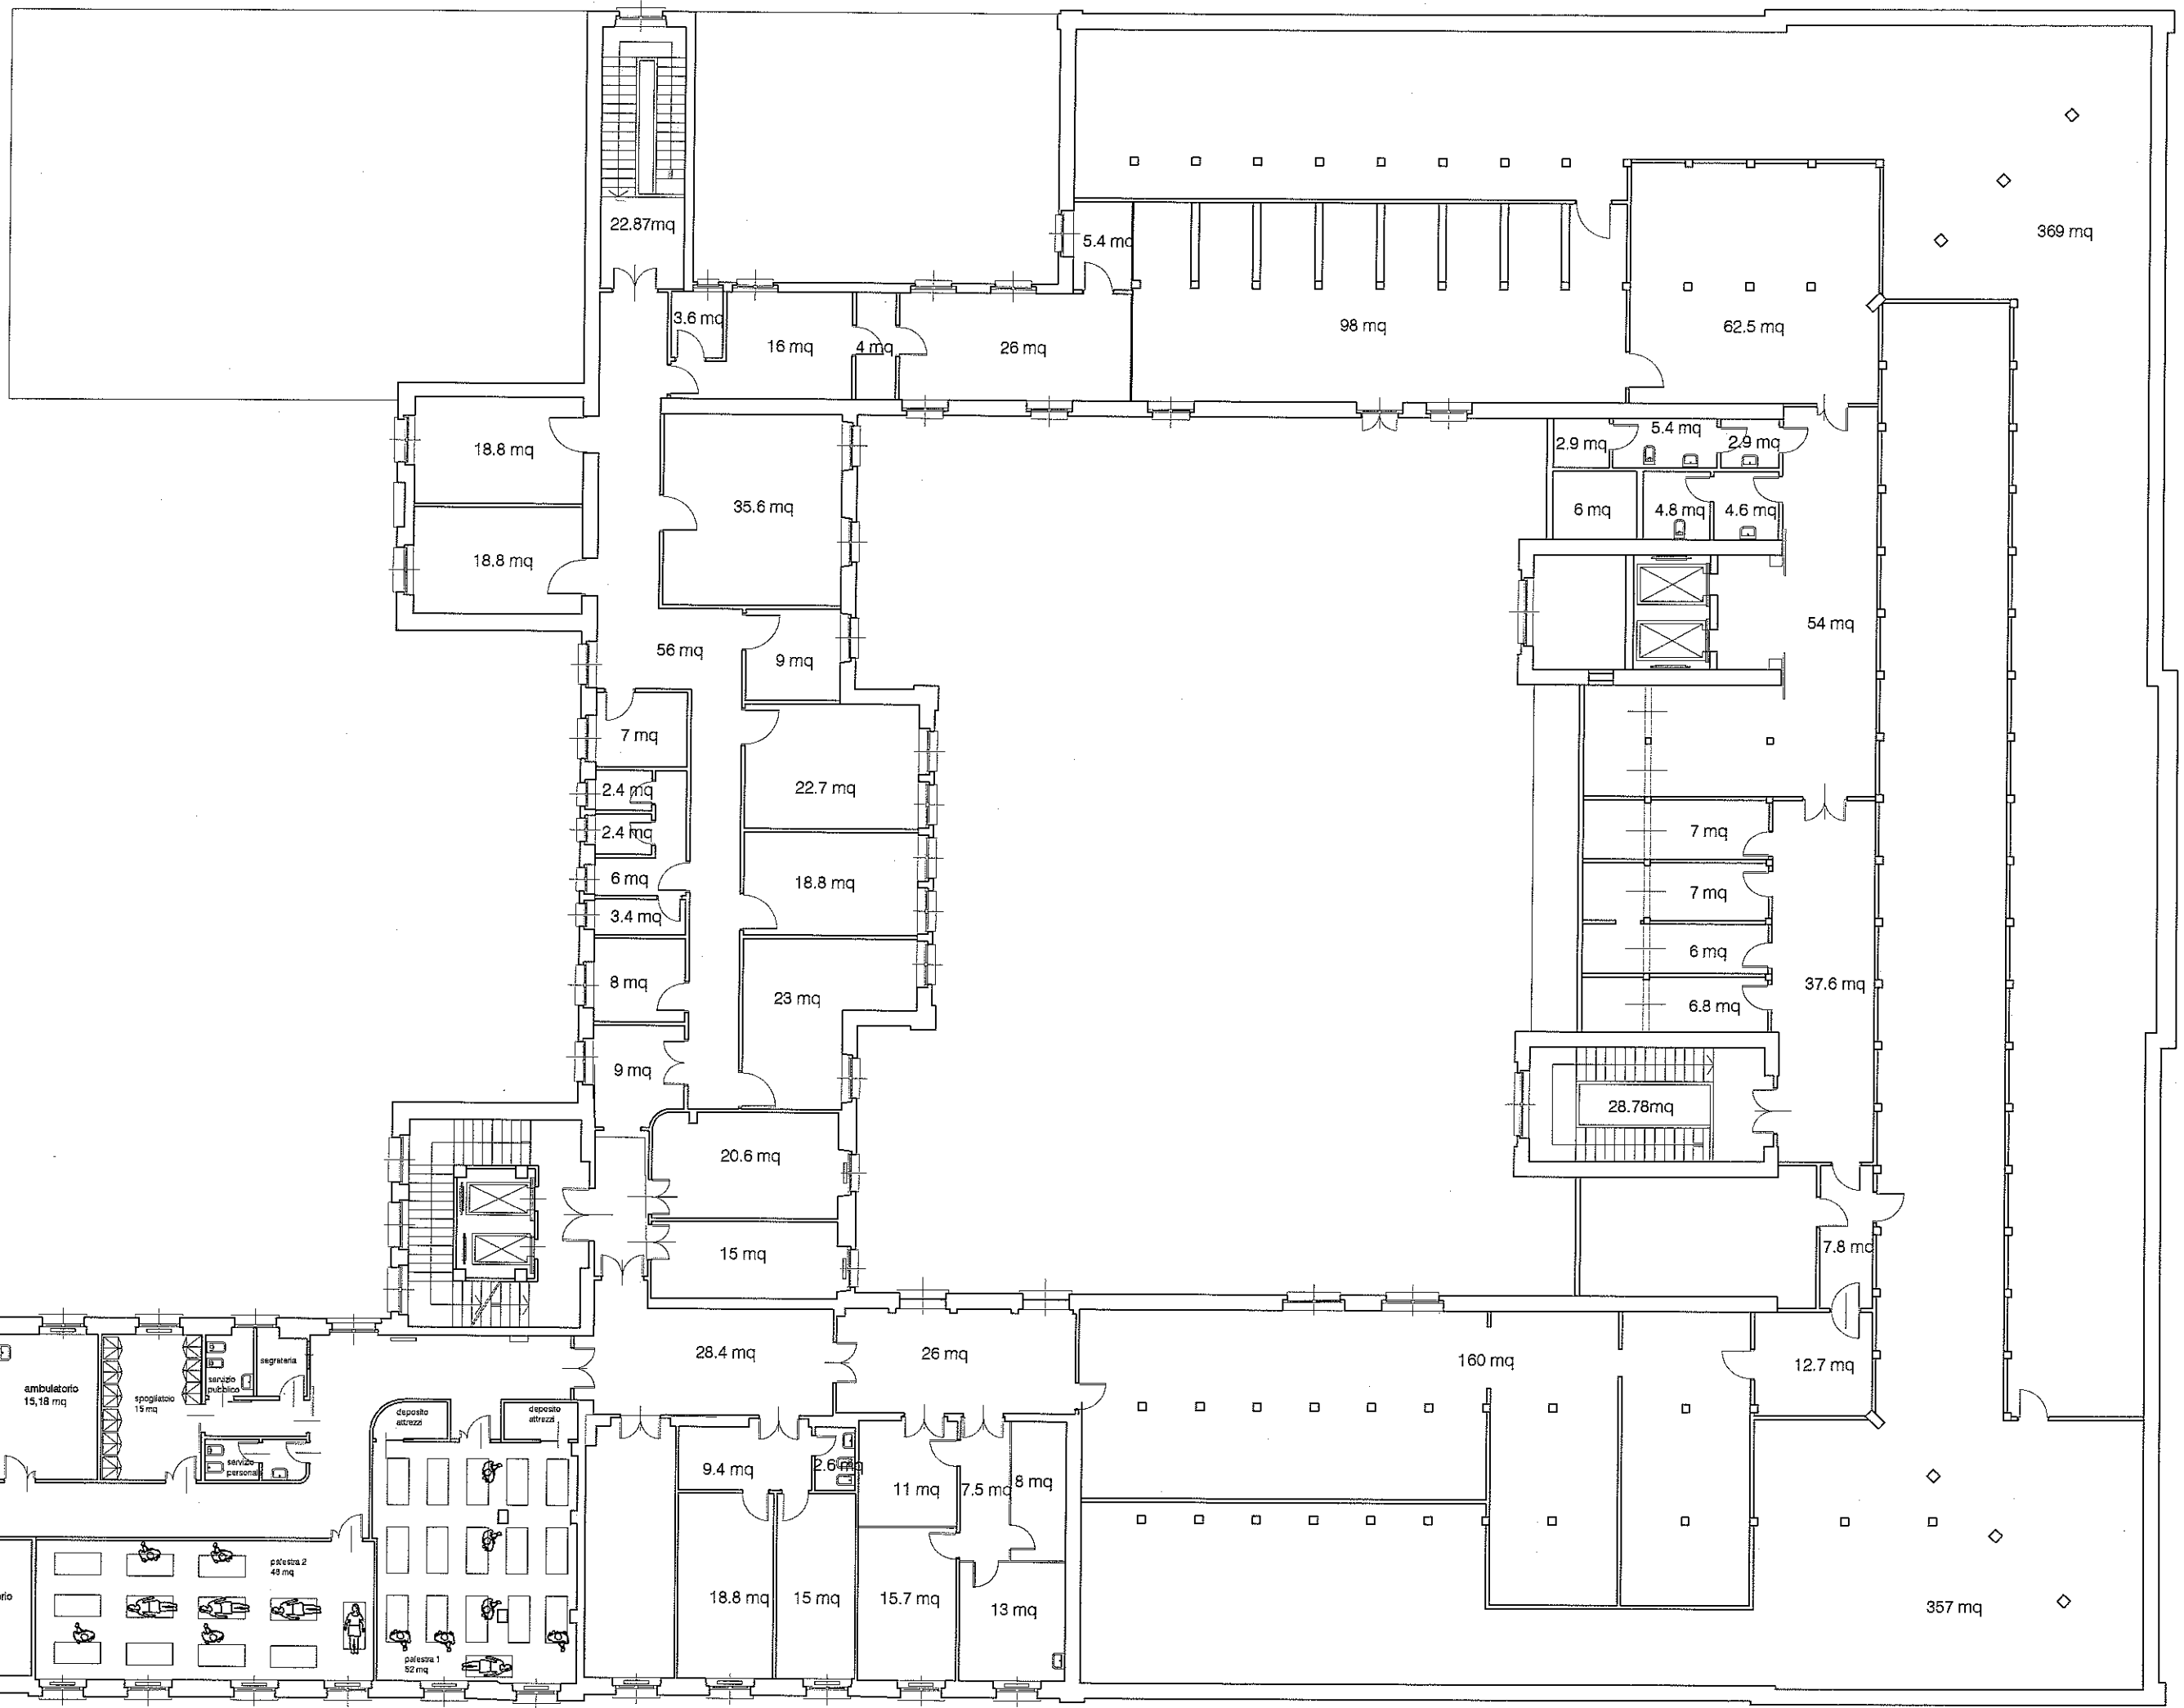 22.87mq
5.4 mq
369 mq
3.6 mq
16 mq
4 mq
26 mq
98 mq
62.5 mq
18.8 mq
35.6 mq
2.9 mq
5.4 mq
2.9 mq
6 mq
4.8 mq
4.6 mq
18.8 mq
54 mq
56 mq
9 mq
7 mq
22.7 mq
2.4 mq
2.4 mq
7 mq
6 mq
18.8 mq
7 mq
3.4 mq
6 mq
8 mq
23 mq
37.6 mq
6.8 mq
9 mq
28.78mq
20.6 mq
15 mq
7.8 mq
28.4 mq
26 mq
160 mq
12.7 mq
segreteria
servizio
pubblico
ambulatorio
15,18 mq
spogliatoio
15 mq
deposito
attrezzi
deposito
attrezzi
servizio
personale
9.4 mq
2.6 mq
11 mq
7.5 mq
8 mq
palestra 2
48 mq
18.8 mq
15 mq
15.7 mq
13 mq
357 mq
palestra 1
52 mq